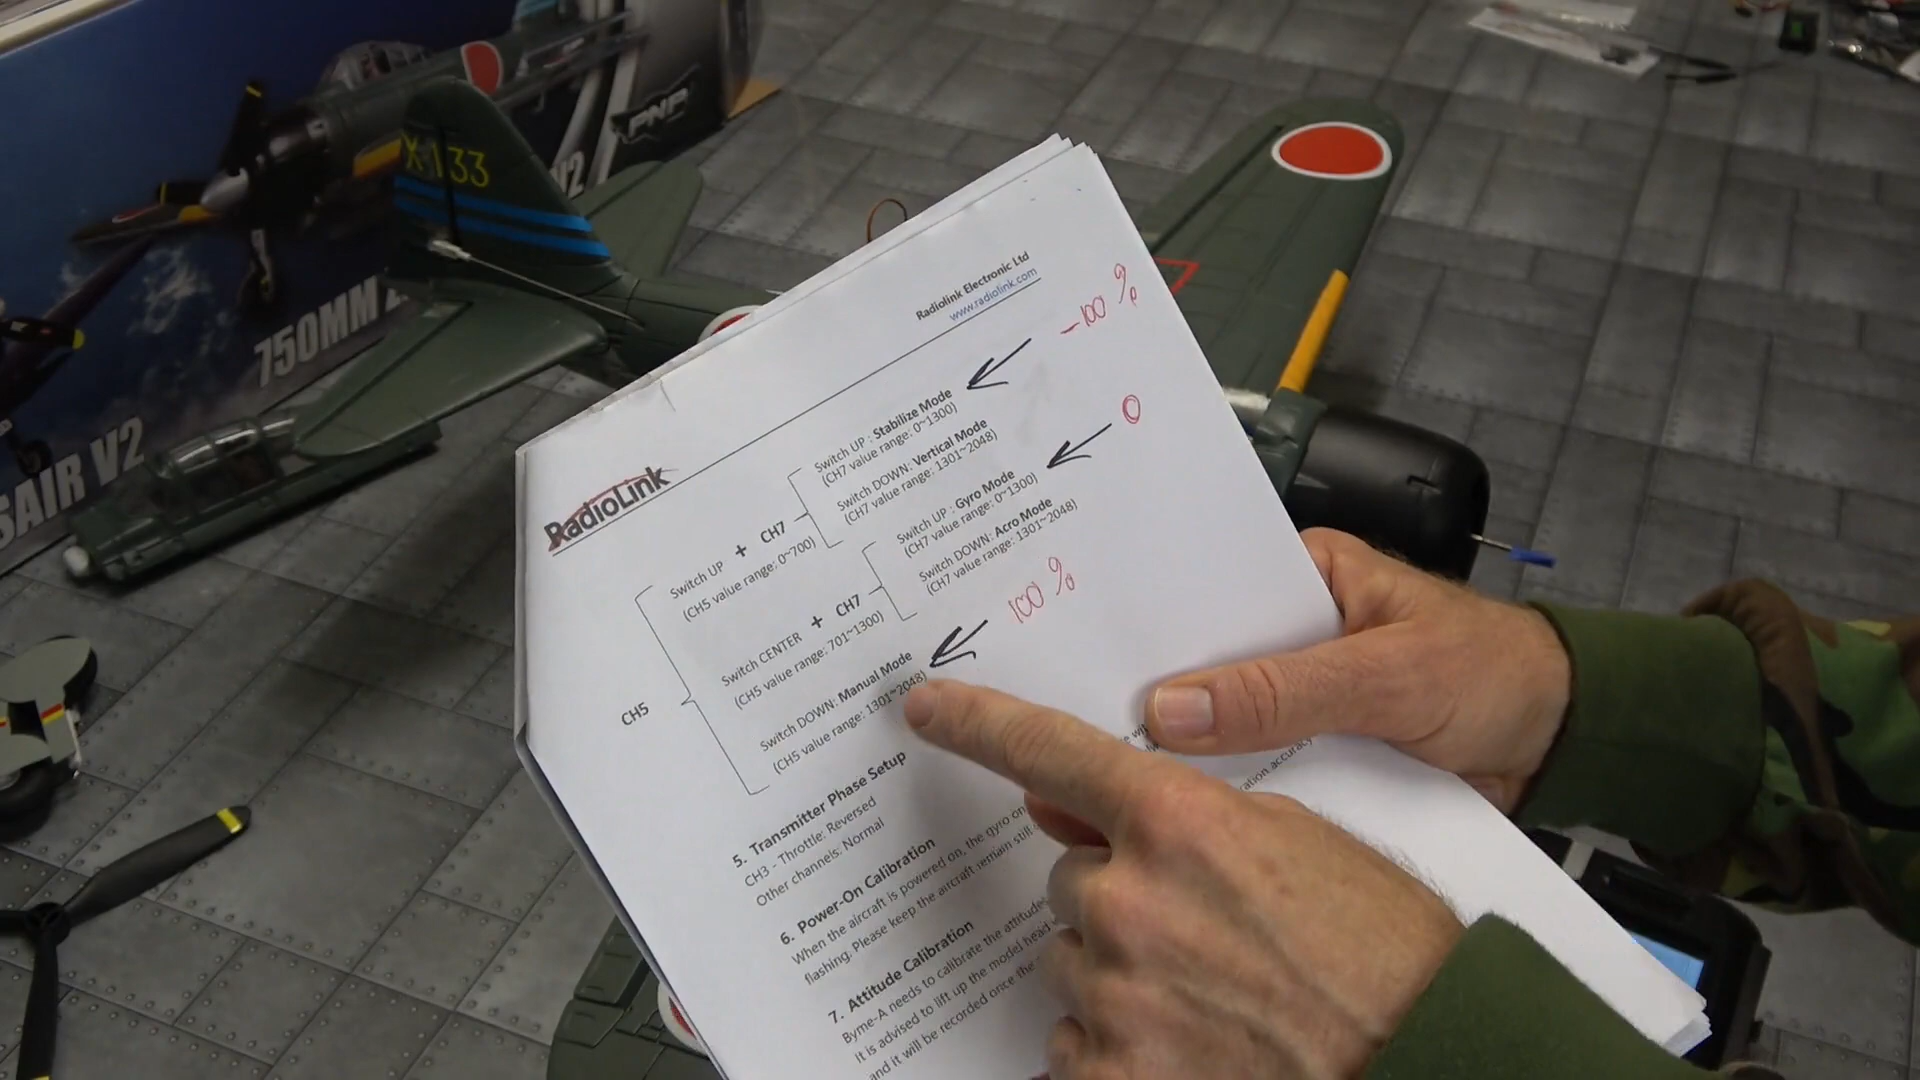 X-133
PNP
V2
750MM
SAIR V2
Radiolink Electronic Ltd
www.radiolink.com
RadioLink
-100 %
Switch UP : Stabilize Mode
(CH7 value range: 0~1300)
Switch DOWN: Vertical Mode
(CH7 value range: 1301~2048)
Switch UP + CH7
(CH5 value range: 0~700)
0
Switch UP : Gyro Mode
(CH7 value range: 0~1300)
Switch DOWN: Acro Mode
(CH7 value range: 1301~2048)
Switch CENTER + CH7
(CH5 value range: 701~1300)
100 %
Switch DOWN: Manual Mode
(CH5 value range: 1301~2048)
CH5
5. Transmitter Phase Setup
CH3 - Throttle: Reversed
Other channels: Normal
6. Power-On Calibration
When the aircraft is powered on, the gyro on
flashing. Please keep the aircraft remain still
7. Attitude Calibration
Byme-A needs to calibrate the attitude
It is advised to lift up the model head
and it will be recorded once the